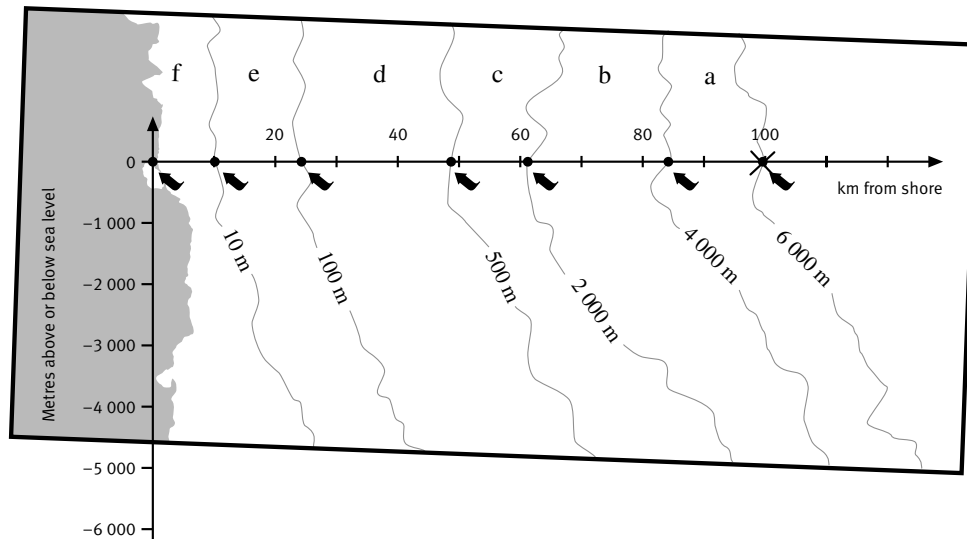 f e d c b a
20 40 60 80 100
0
km from shore
Metres above or below sea level
−1 000
−2 000
−3 000
−4 000
−5 000
−6 000
10 m
100 m
500 m
2 000 m
4 000 m
6 000 m